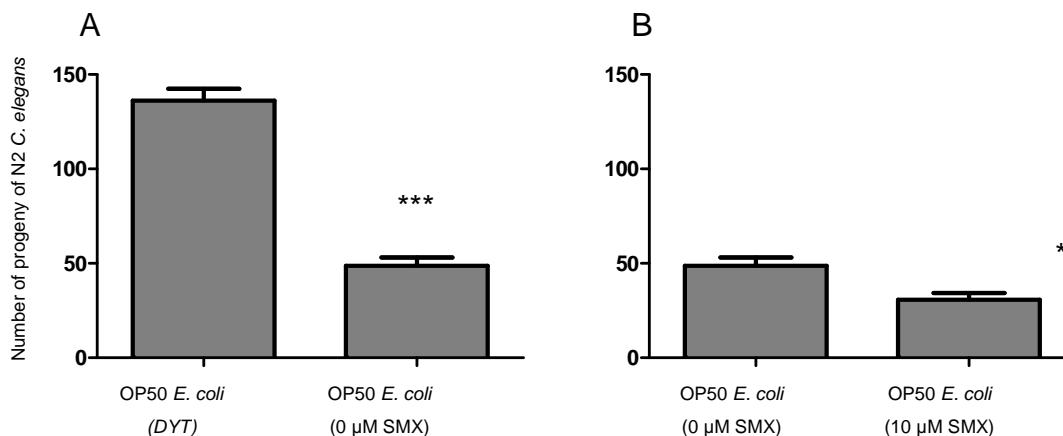 A
B
Number of progeny of N2 C. elegans
150
100
50
0
***
OP50 E. coli
(DYT)
OP50 E. coli
(0 µM SMX)
150
100
50
0
*
OP50 E. coli
(0 µM SMX)
OP50 E. coli
(10 µM SMX)